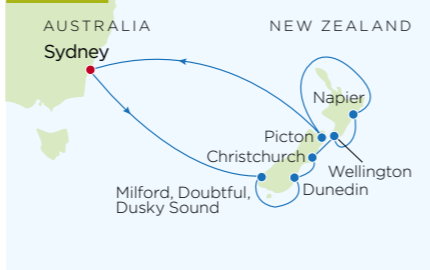 AUSTRALIA
NEW ZEALAND
Sydney
Napier
Picton
Christchurch
Wellington
Milford, Doubtful,
Dusky Sound
Dunedin